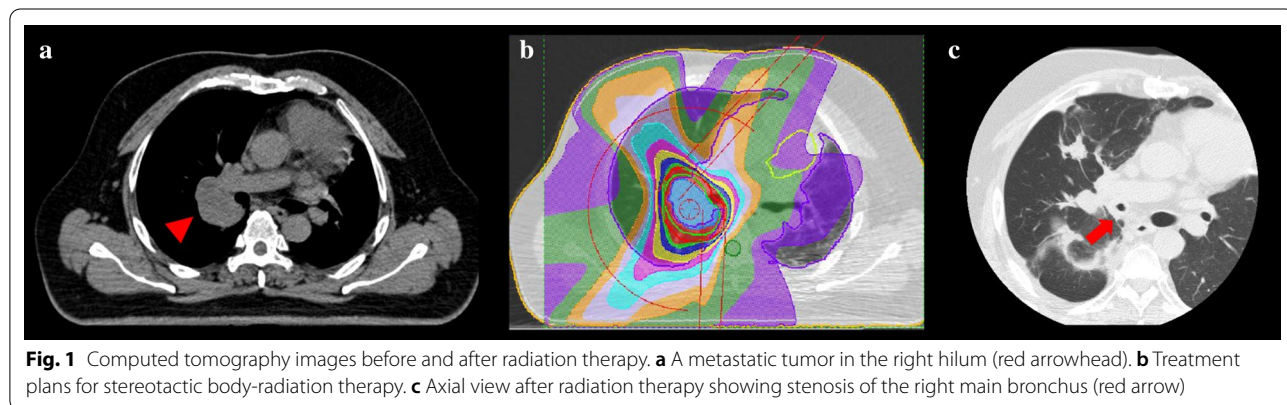 a
b
c
Fig. 1 Computed tomography images before and after radiation therapy. a A metastatic tumor in the right hilum (red arrowhead). b Treatment
plans for stereotactic body-radiation therapy. c Axial view after radiation therapy showing stenosis of the right main bronchus (red arrow)